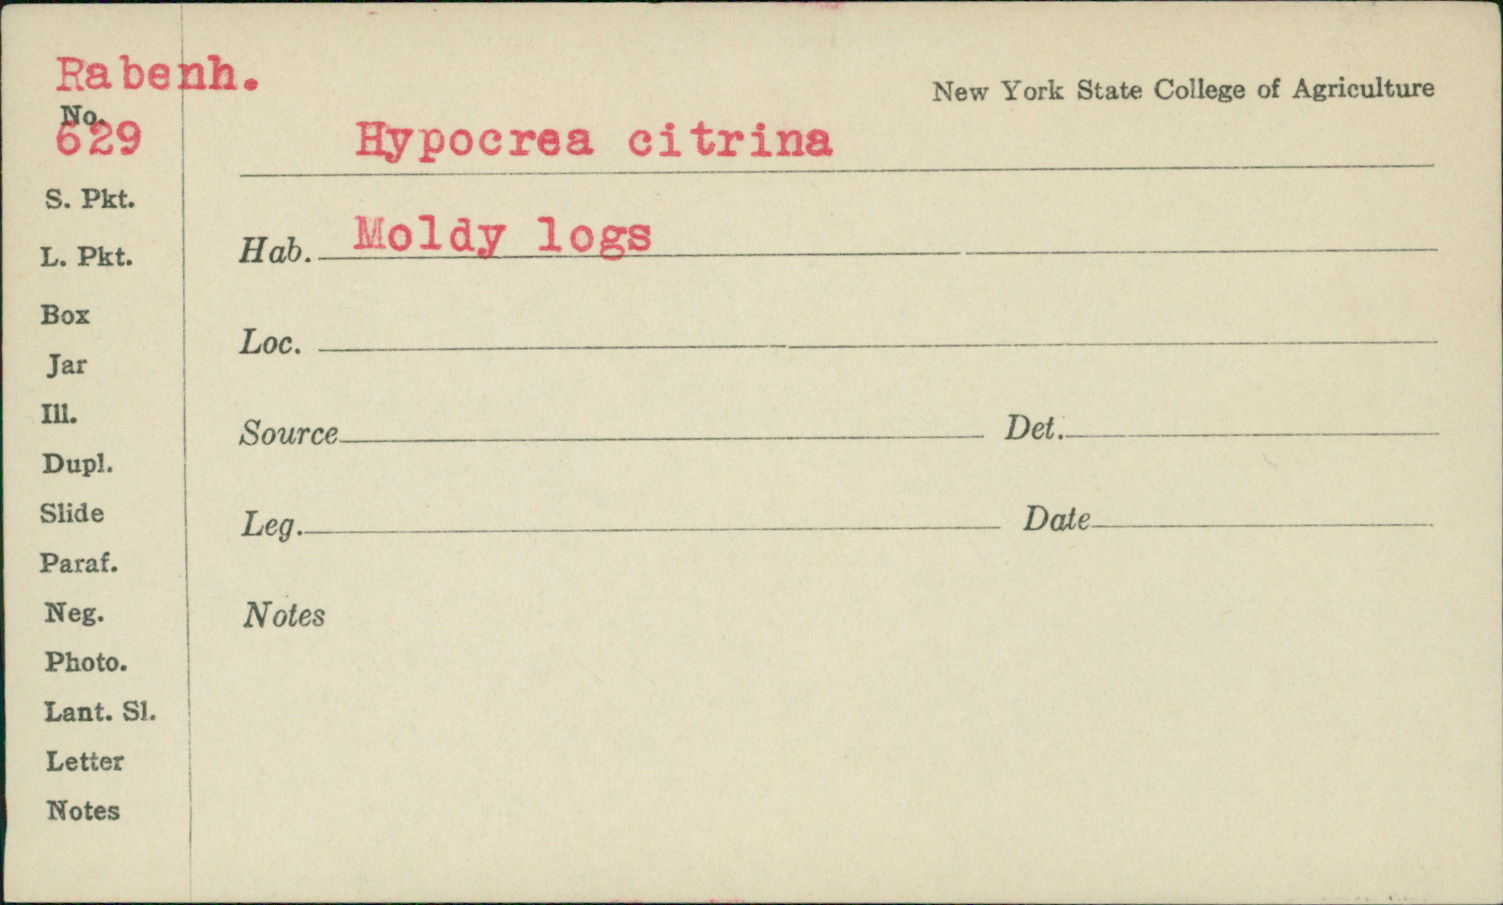 Rabenh.
New York State College of Agriculture
No.
629
Hypocrea citrina
S. Pkt.
Hab. Moldy logs
L. Pkt.
Box
Loc.
Jar
Ill.
Source Det.
Dupl.
Slide
Leg. Date
Paraf.
Neg.
Notes
Photo.
Lant. Sl.
Letter
Notes